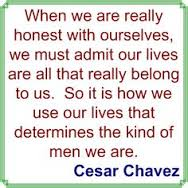 When we are really
honest with ourselves,
we must admit our lives
are all that really belong
to us.  So it is how we
use our lives that
determines the kind of
men we are.
Cesar Chavez